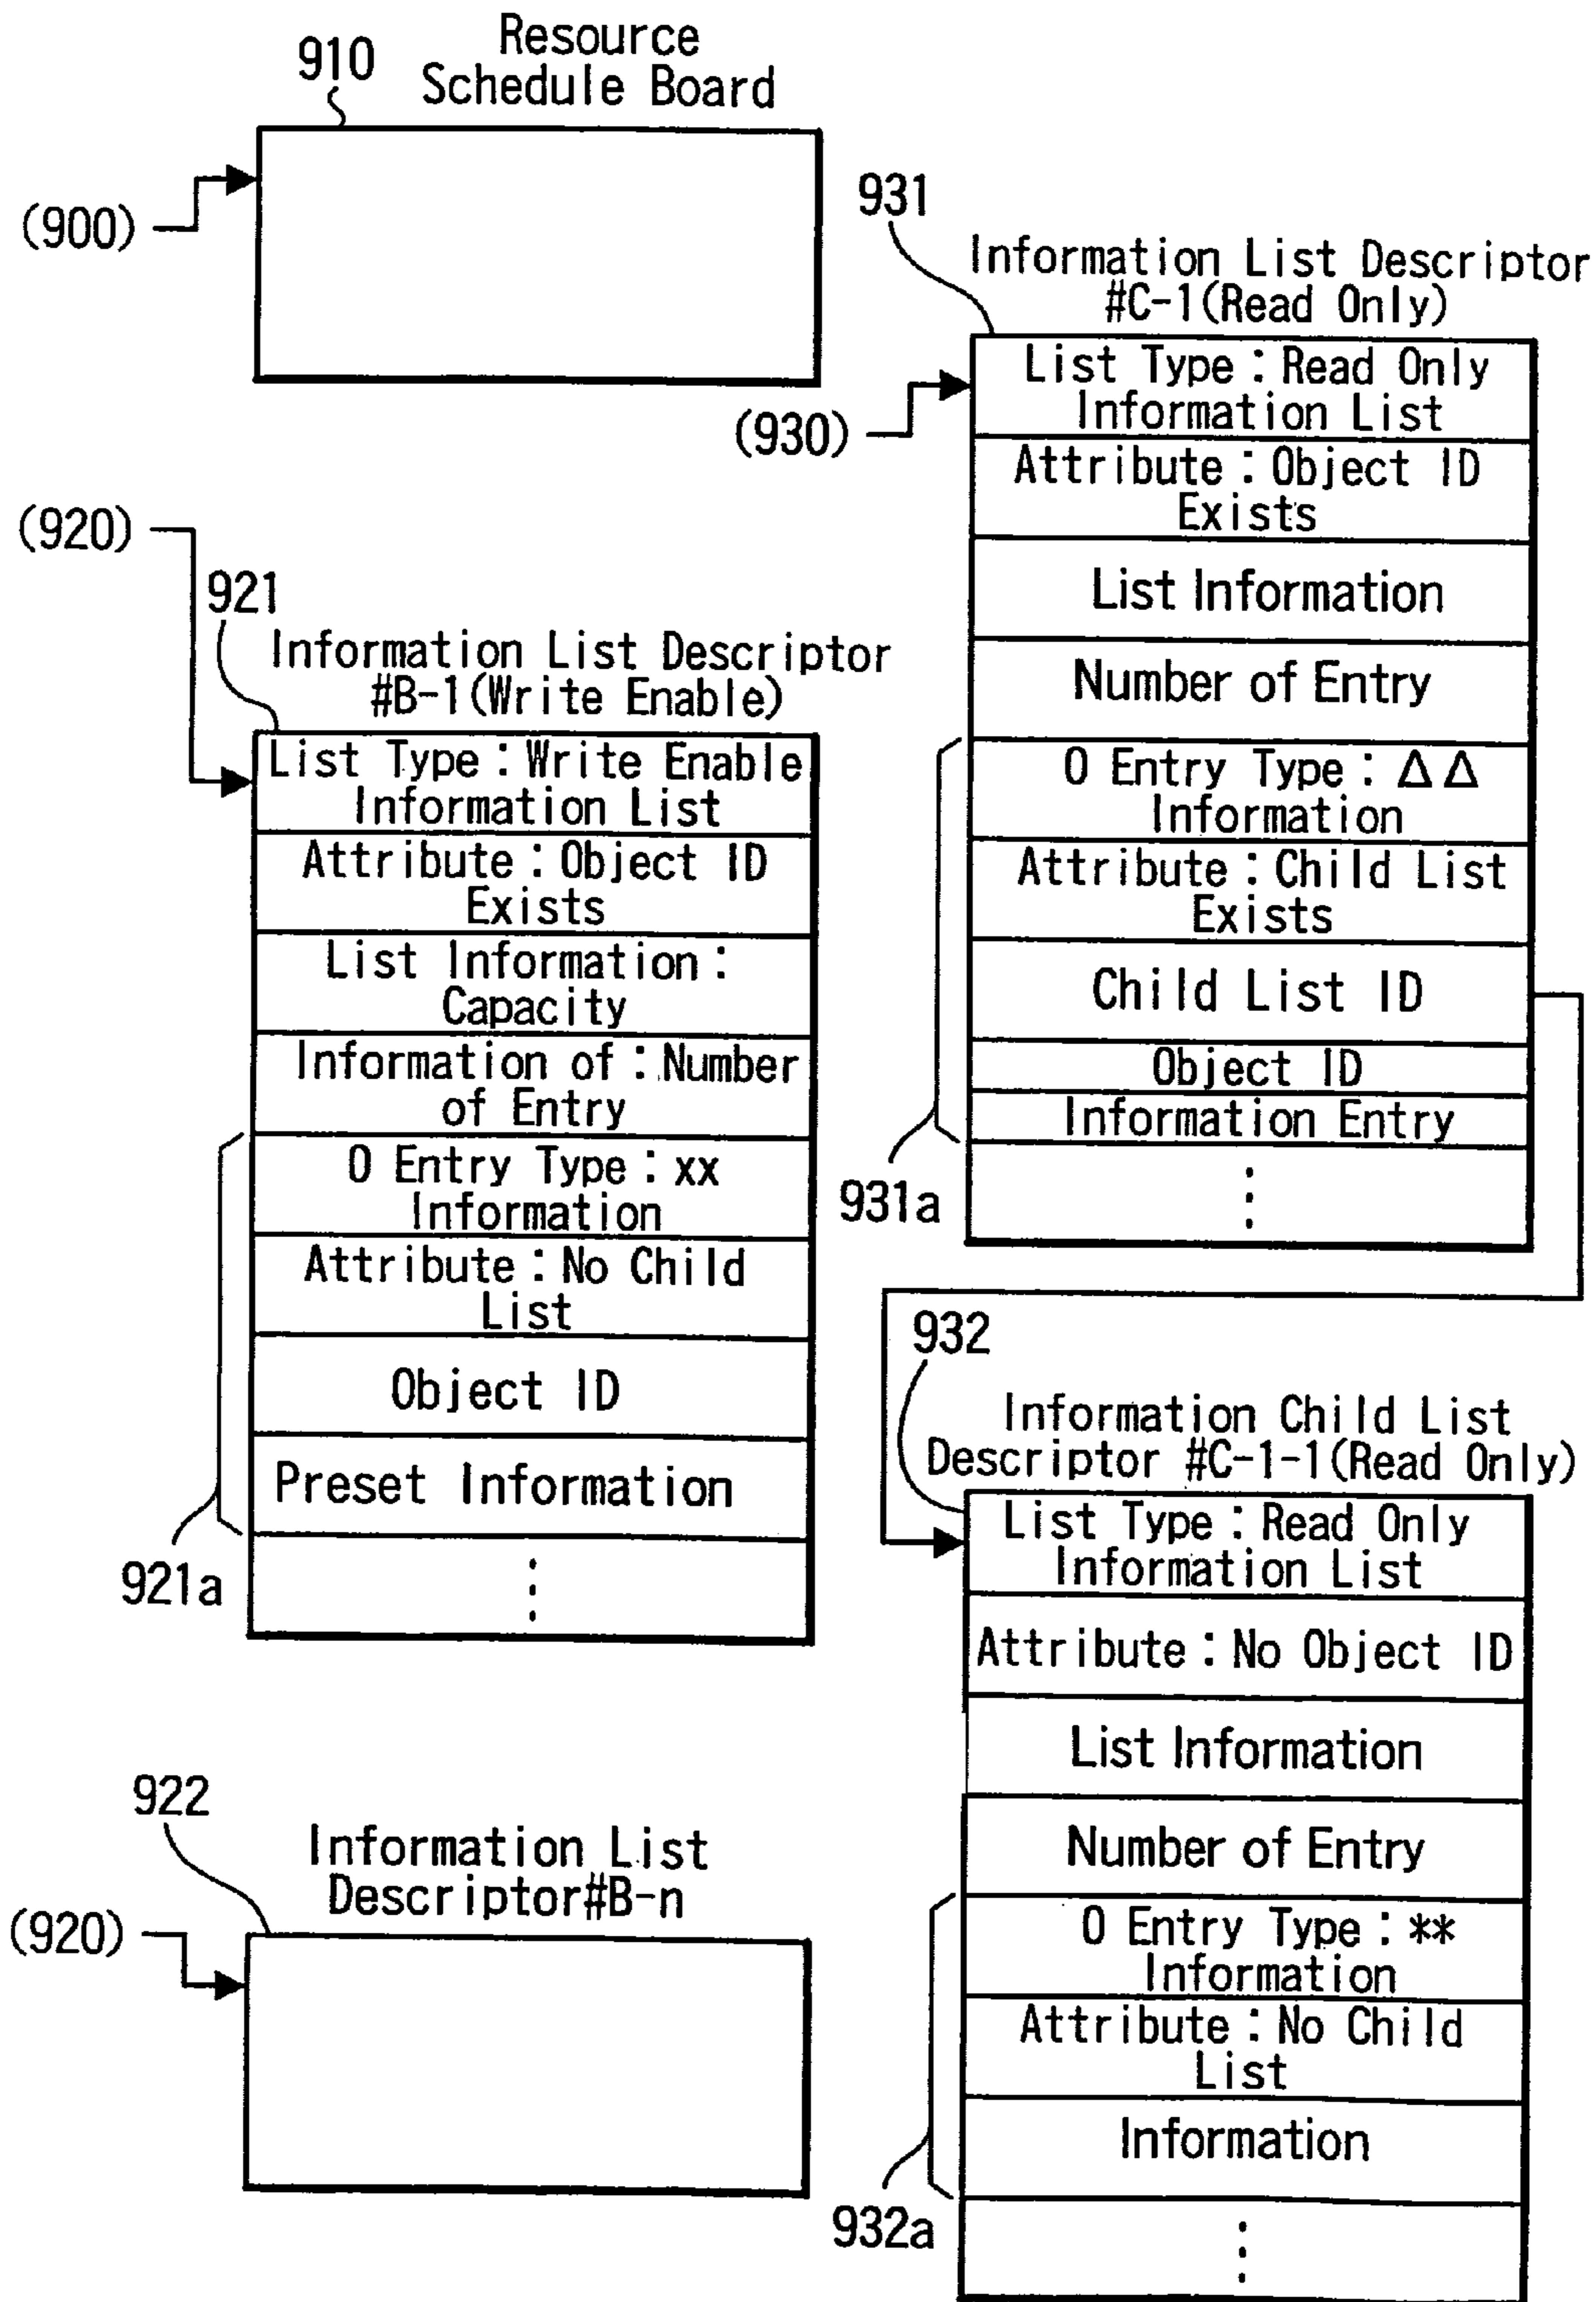 Resource
Schedule Board
910
(900)
931
Information List Descriptor
#C-1(Read Only)
List Type : Read Only
Information List
(930)
Attribute : Object ID
Exists
List Information
Number of Entry
0 Entry Type : ΔΔ
Information
Attribute : Child List
Exists
Child List ID
Object ID
Information Entry
⋮
931a
(920)
921
Information List Descriptor
#B-1(Write Enable)
List Type : Write Enable
Information List
Attribute : Object ID
Exists
List Information :
Capacity
Information of : Number
of Entry
0 Entry Type : xx
Information
Attribute : No Child
List
Object ID
Preset Information
⋮
921a
932
Information Child List
Descriptor #C-1-1(Read Only)
List Type : Read Only
Information List
Attribute : No Object ID
List Information
Number of Entry
0 Entry Type : **
Information
Attribute : No Child
List
Information
⋮
932a
922
Information List
Descriptor#B-n
(920)